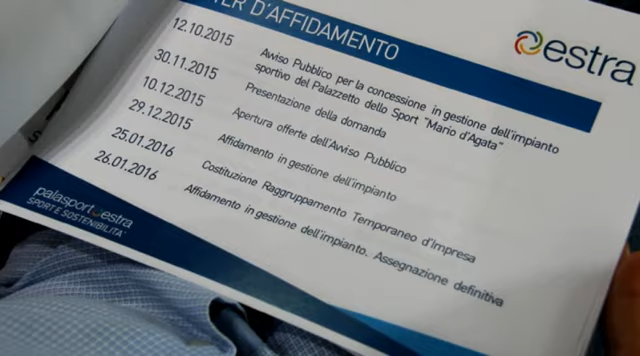 TER D'AFFIDAMENTO
estra
12.10.2015
Avviso Pubblico per la concessione in gestione dell'impianto
sportivo del Palazzetto dello Sport "Mario d'Agata"
30.11.2015
Presentazione della domanda
10.12.2015
Apertura offerte dell'Avviso Pubblico
29.12.2015
Affidamento in gestione dell'impianto
25.01.2016
Costituzione Raggruppamento Temporaneo d'Impresa
26.01.2016
Affidamento in gestione dell'impianto. Assegnazione definitiva
palasport estra
SPORT E SOSTENIBILITA'